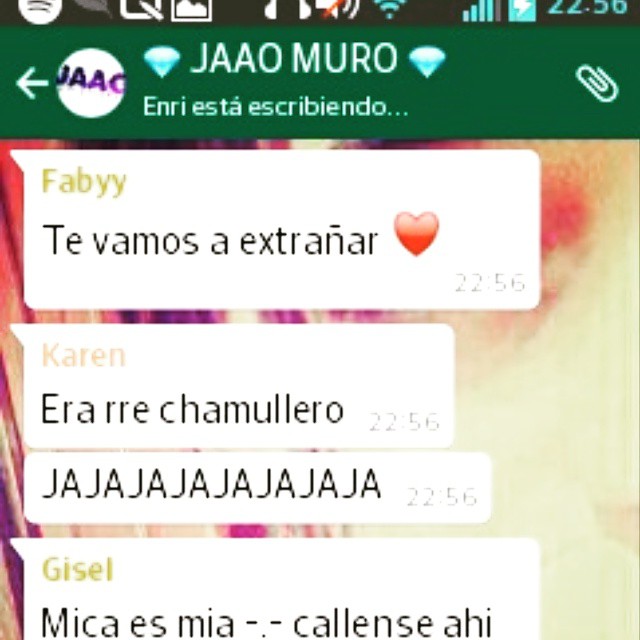 22:56
JAAO
JAAO MURO
Enri está escribiendo...
Fabyy
Te vamos a extrañar
22:56
Karen
Era rre chamullero 22:56
JAJAJAJAJAJAJAJA 22:56
Gisel
Mica es mia -.- callense ahi